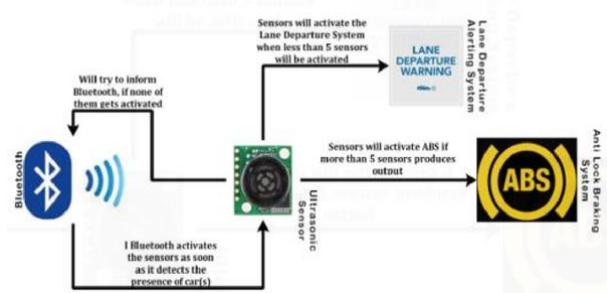 Sensors will activate the
Lane Departure System
when less than 5 sensors
will be activated
LANE
DEPARTURE
WARNING
Lane Departure
Alerting System
Will try to inform
Bluetooth, if none of
them gets activated
Bluetooth
Ultrasonic
Sensor
Sensors will activate ABS if
more than 5 sensors produces
output
ABS
Anti Lock Braking
System
l Bluetooth activates
the sensors as soon
as it detects the
presence of car(s)